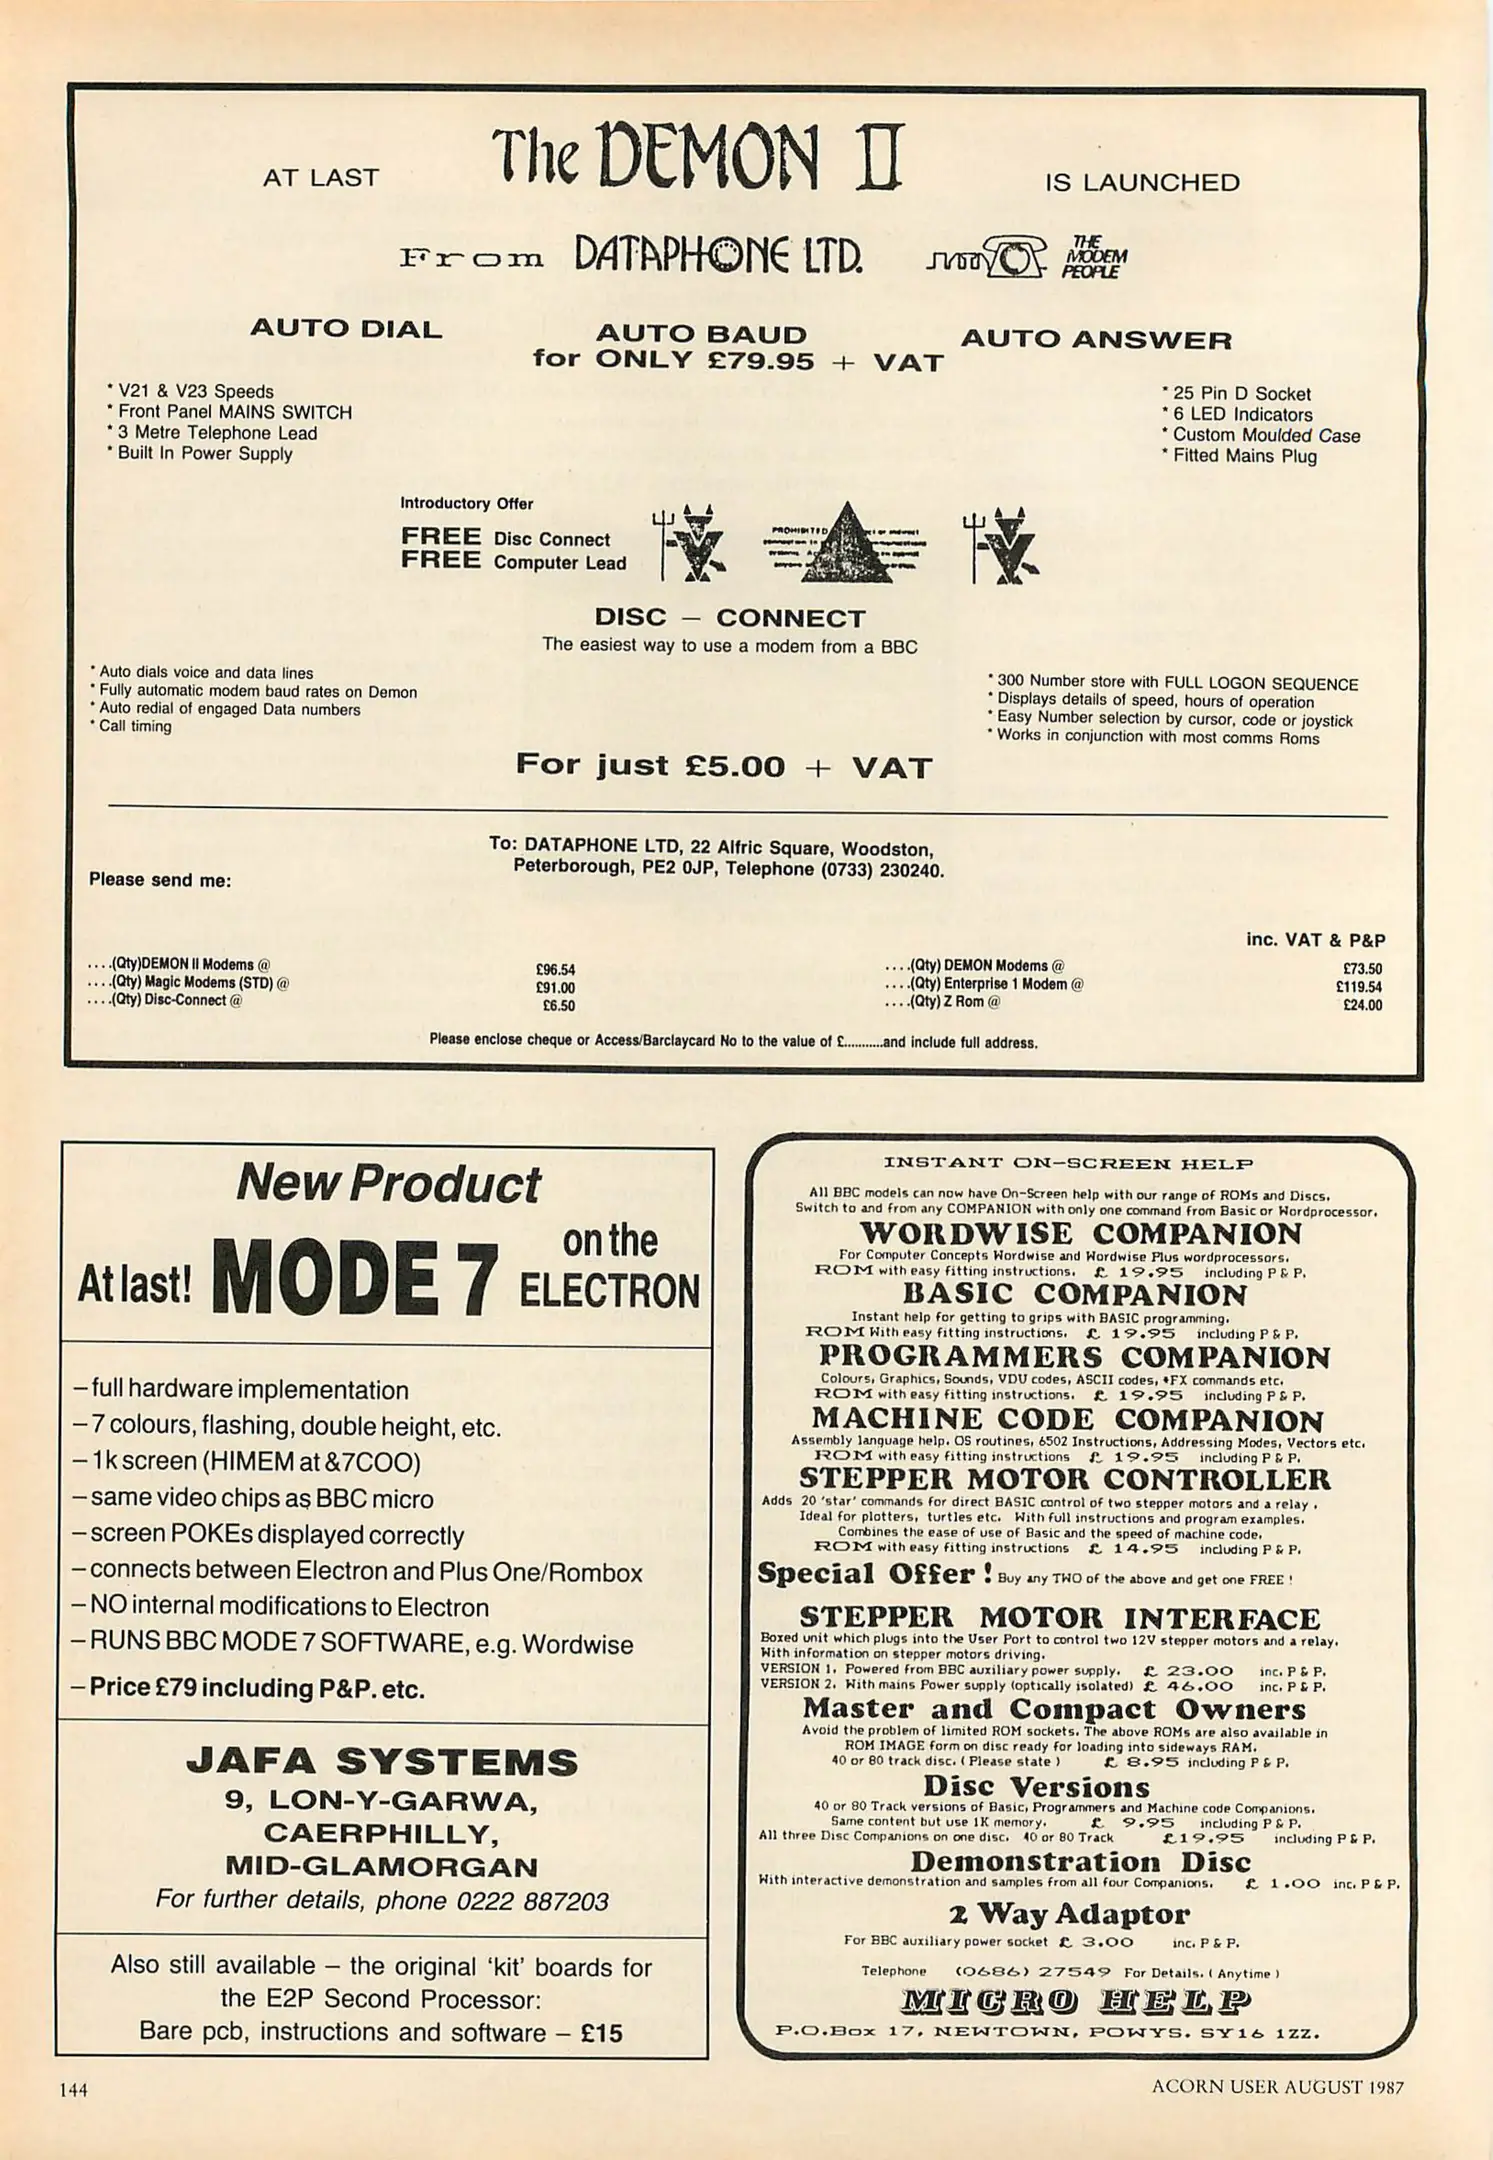 AT LAST The DEMON II IS LAUNCHED
From DATAPHONE LTD. THE MODEM PEOPLE
AUTO DIAL AUTO BAUD AUTO ANSWER
for ONLY £79.95 + VAT
* V21 & V23 Speeds
* Front Panel MAINS SWITCH
* 3 Metre Telephone Lead
* Built In Power Supply
* 25 Pin D Socket
* 6 LED Indicators
* Custom Moulded Case
* Fitted Mains Plug
Introductory Offer
FREE Disc Connect
FREE Computer Lead
PROHIBITED
DISC – CONNECT
The easiest way to use a modem from a BBC
* Auto dials voice and data lines
* Fully automatic modem baud rates on Demon
* Auto redial of engaged Data numbers
* Call timing
* 300 Number store with FULL LOGON SEQUENCE
* Displays details of speed, hours of operation
* Easy Number selection by cursor, code or joystick
* Works in conjunction with most comms Roms
For just £5.00 + VAT
To: DATAPHONE LTD, 22 Alfric Square, Woodston,
Peterborough, PE2 0JP, Telephone (0733) 230240.
Please send me:
inc. VAT & P&P
....(Qty)DEMON II Modems @ £96.54
....(Qty) Magic Modems (STD) @ £91.00
....(Qty) Disc-Connect @ £6.50
....(Qty) DEMON Modems @ £73.50
....(Qty) Enterprise 1 Modem @ £119.54
....(Qty) Z Rom @ £24.00
Please enclose cheque or Access/Barclaycard No to the value of £...........and include full address.
New Product
At last! MODE 7 on the ELECTRON
– full hardware implementation
– 7 colours, flashing, double height, etc.
– 1k screen (HIMEM at &7COO)
– same video chips as BBC micro
– screen POKEs displayed correctly
– connects between Electron and Plus One/Rombox
– NO internal modifications to Electron
– RUNS BBC MODE 7 SOFTWARE, e.g. Wordwise
– Price £79 including P&P. etc.
JAFA SYSTEMS
9, LON-Y-GARWA,
CAERPHILLY,
MID-GLAMORGAN
For further details, phone 0222 887203
Also still available – the original ‘kit’ boards for
the E2P Second Processor:
Bare pcb, instructions and software – £15
INSTANT ON-SCREEN HELP
All BBC models can now have On-Screen help with our range of ROMs and Discs.
Switch to and from any COMPANION with only one command from Basic or Wordprocessor.
WORDWISE COMPANION
For Computer Concepts Wordwise and Wordwise Plus wordprocessors.
ROM with easy fitting instructions. £ 19.95 including P & P.
BASIC COMPANION
Instant help for getting to grips with BASIC programming.
ROM With easy fitting instructions. £ 19.95 including P & P.
PROGRAMMERS COMPANION
Colours, Graphics, Sounds, VDU codes, ASCII codes, *FX commands etc.
ROM with easy fitting instructions. £ 19.95 including P & P.
MACHINE CODE COMPANION
Assembly language help. OS routines, 6502 Instructions, Addressing Modes, Vectors etc.
ROM with easy fitting instructions £ 19.95 including P & P.
STEPPER MOTOR CONTROLLER
Adds 20 'star' commands for direct BASIC control of two stepper motors and a relay .
Ideal for plotters, turtles etc. With full instructions and program examples.
Combines the ease of use of Basic and the speed of machine code.
ROM with easy fitting instructions £ 14.95 including P & P.
Special Offer ! Buy any TWO of the above and get one FREE !
STEPPER MOTOR INTERFACE
Boxed unit which plugs into the User Port to control two 12V stepper motors and a relay.
With information on stepper motors driving.
VERSION 1. Powered from BBC auxiliary power supply. £ 23.00 inc. P & P.
VERSION 2. With mains Power supply (optically isolated) £ 46.00 inc. P & P.
Master and Compact Owners
Avoid the problem of limited ROM sockets. The above ROMs are also available in
ROM IMAGE form on disc ready for loading into sideways RAM.
40 or 80 track disc. ( Please state ) £ 8.95 including P & P.
Disc Versions
40 or 80 Track versions of Basic, Programmers and Machine code Companions.
Same content but use 1K memory. £ 9.95 including P & P.
All three Disc Companions on one disc. 40 or 80 Track £19.95 including P & P.
Demonstration Disc
With interactive demonstration and samples from all four Companions. £ 1.00 inc. P & P.
2 Way Adaptor
For BBC auxiliary power socket £ 3.00 inc. P & P.
Telephone (0686) 27549 For Details. ( Anytime )
MICRO HELP
P.O.Box 17, NEWTOWN, POWYS. SY16 1ZZ.
144
ACORN USER AUGUST 1987